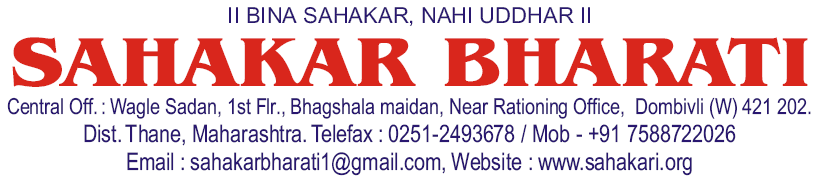 II BINA SAHAKAR, NAHI UDDHAR II
SAHAKAR BHARATI
Central Off. : Wagle Sadan, 1st Flr., Bhagshala maidan, Near Rationing Office, Dombivli (W) 421 202.
Dist. Thane, Maharashtra. Telefax : 0251-2493678 / Mob - +91 7588722026
Email : sahakarbharati1@gmail.com, Website : www.sahakari.org